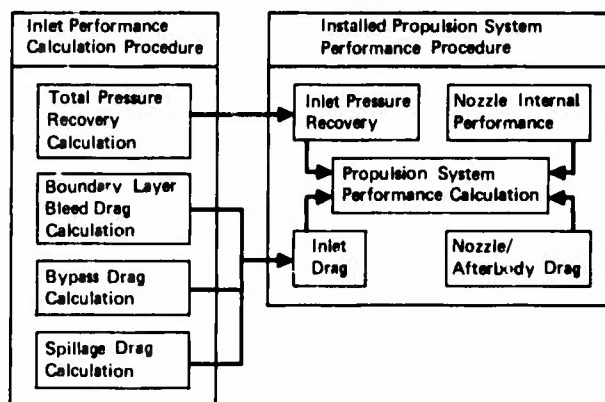 Inlet Performance
Calculation Procedure
Total Pressure
Recovery
Calculation
Boundary Layer
Bleed Drag
Calculation
Bypass Drag
Calculation
Spillage Drag
Calculation
Installed Propulsion System
Performance Procedure
Inlet Pressure
Recovery
Nozzle Internal
Performance
Propulsion System
Performance Calculation
Inlet
Drag
Nozzle/
Afterbody Drag